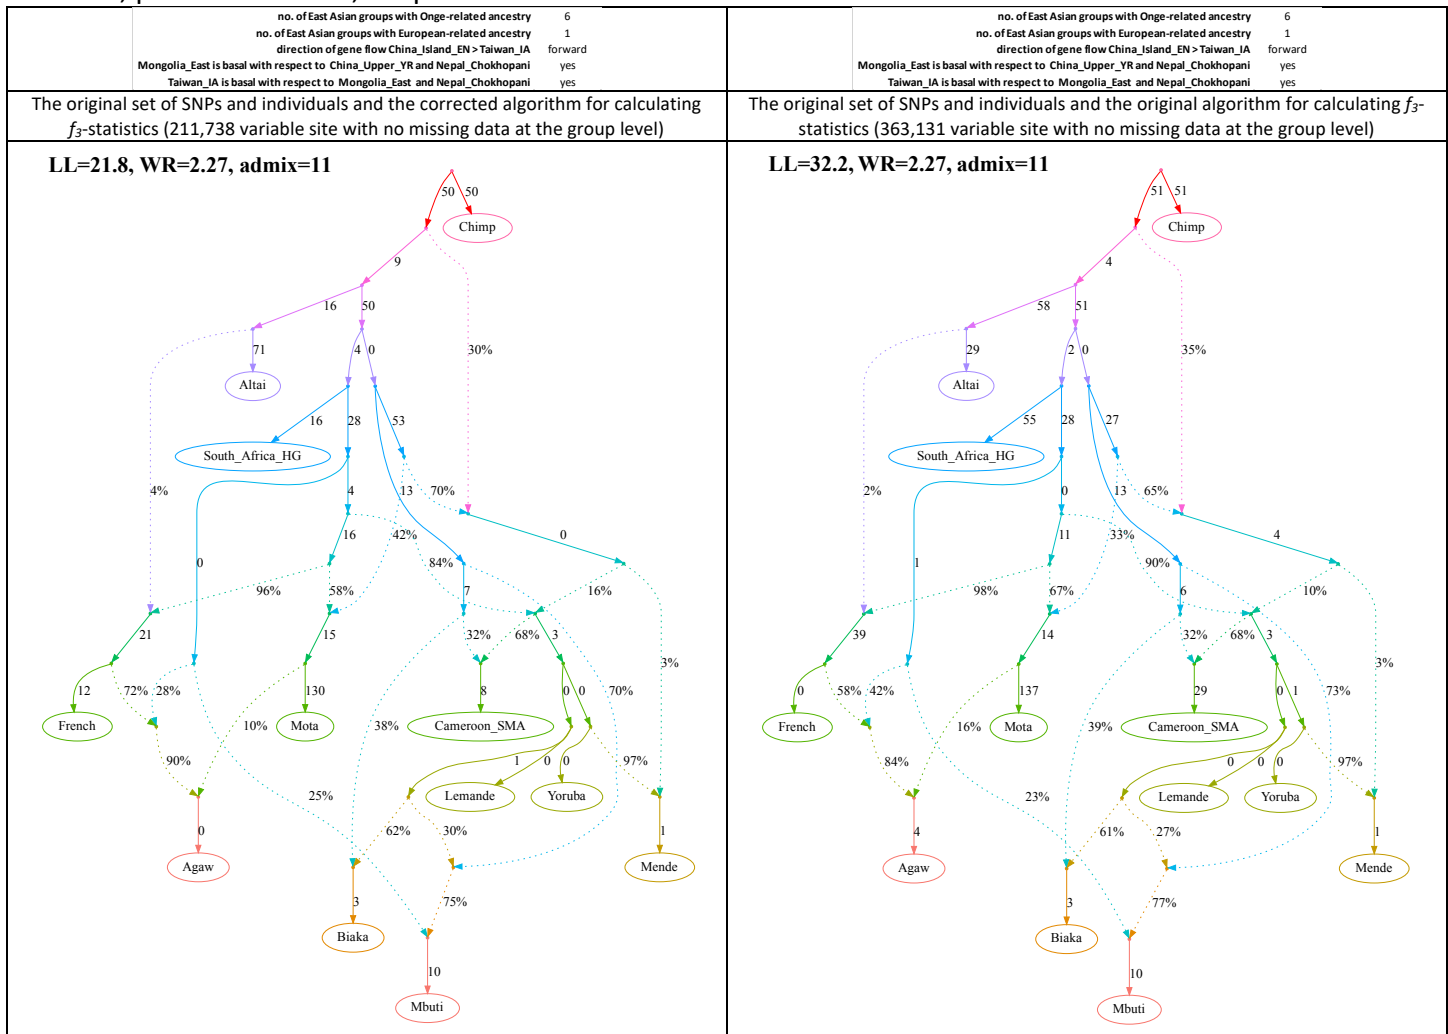 no. of East Asian groups with Onge-related ancestry 6
no. of East Asian groups with European-related ancestry 1
direction of gene flow China_Island_EN > Taiwan_IA forward
Mongolia_East is basal with respect to China_Upper_YR and Nepal_Chokhopani yes
Taiwan_IA is basal with respect to Mongolia_East and Nepal_Chokhopani yes
The original set of SNPs and individuals and the corrected algorithm for calculating
f3-statistics (211,738 variable site with no missing data at the group level)
LL=21.8, WR=2.27, admix=11
50 50
Chimp
9
16 50
4 0 30%
71
Altai
16 28 53
South_Africa_HG
4% 4 13 70%
16 42% 0
0 84%
96% 58% 7 16%
21 15 32% 68% 3
3%
12 72% 28% 130 8 0 0 70%
French 10% Mota 38% Cameroon_SMA
90% 1 0 0 97%
Lemande Yoruba
25%
0 62% 30% 1
Agaw Mende
3 75%
Biaka
10
Mbuti
no. of East Asian groups with Onge-related ancestry 6
no. of East Asian groups with European-related ancestry 1
direction of gene flow China_Island_EN > Taiwan_IA forward
Mongolia_East is basal with respect to China_Upper_YR and Nepal_Chokhopani yes
Taiwan_IA is basal with respect to Mongolia_East and Nepal_Chokhopani yes
The original set of SNPs and individuals and the original algorithm for calculating f3-
statistics (363,131 variable site with no missing data at the group level)
LL=32.2, WR=2.27, admix=11
51 51
Chimp
4
58 51
2 0 35%
29
Altai
55 28 27
South_Africa_HG
2% 0 13 65%
11 33% 4
1 90%
98% 67% 6 10%
39 14 32% 68% 3
3%
0 58% 42% 137 29 0 1 73%
French 16% Mota 39% Cameroon_SMA
84% 0 0 0 97%
Lemande Yoruba
23%
4 61% 27% 1
Agaw Mende
3 77%
Biaka
10
Mbuti